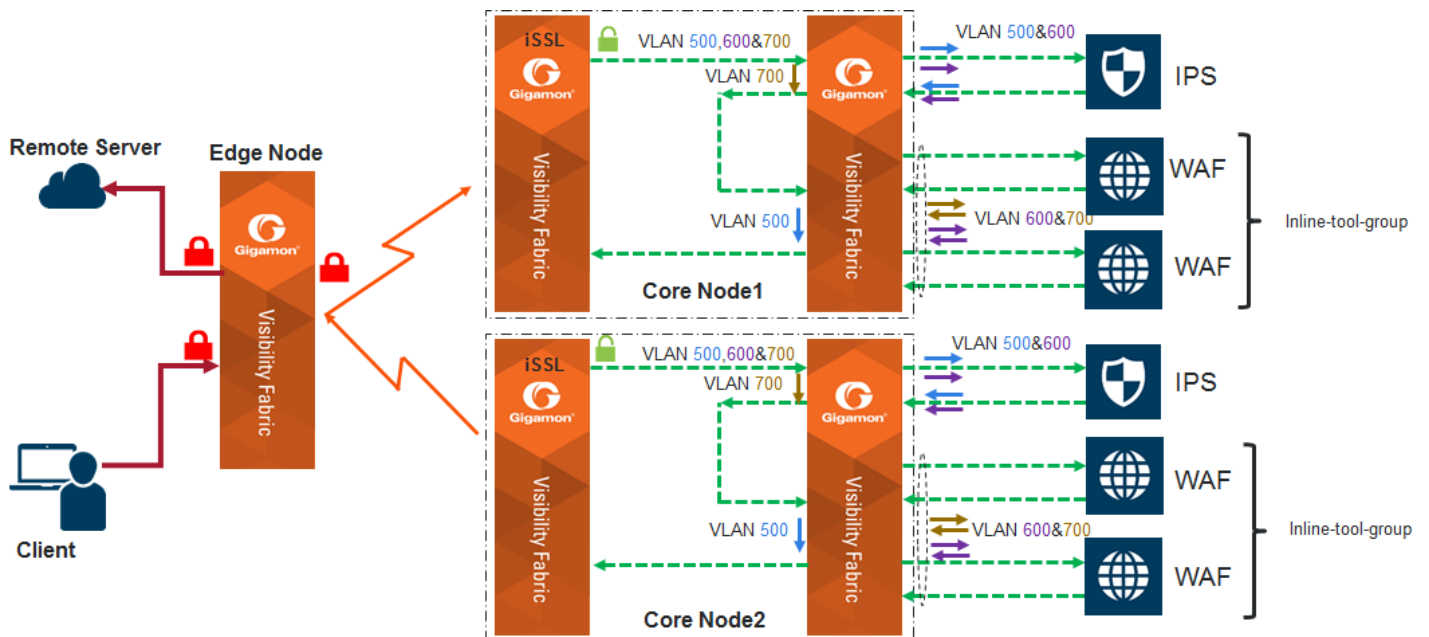 Remote Server
Edge Node
Gigamon®
Visibility Fabric
Client
iSSL
Gigamon®
Visibility Fabric
VLAN 500,600&700
VLAN 700
VLAN 500
Core Node1
Gigamon®
Visibility Fabric
VLAN 500&600
IPS
WAF
VLAN 600&700
WAF
Inline-tool-group
iSSL
Gigamon®
Visibility Fabric
VLAN 500,600&700
VLAN 700
VLAN 500
Core Node2
Gigamon®
Visibility Fabric
VLAN 500&600
IPS
WAF
VLAN 600&700
WAF
Inline-tool-group